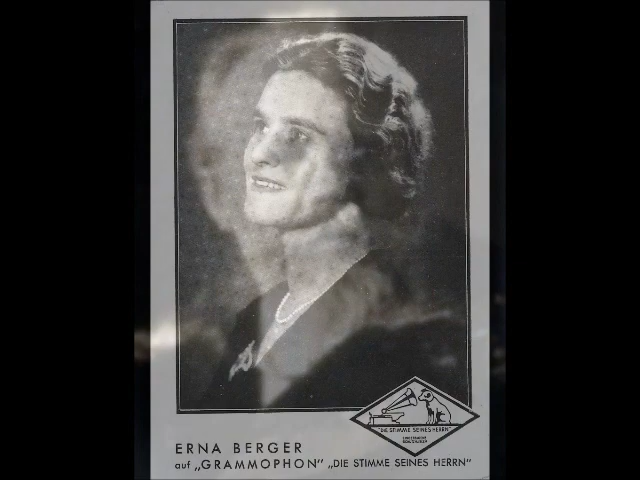 "DIE STIMME SEINES HERRN"
ERNA BERGER
auf „GRAMMOPHON" „DIE STIMME SEINES HERRN"